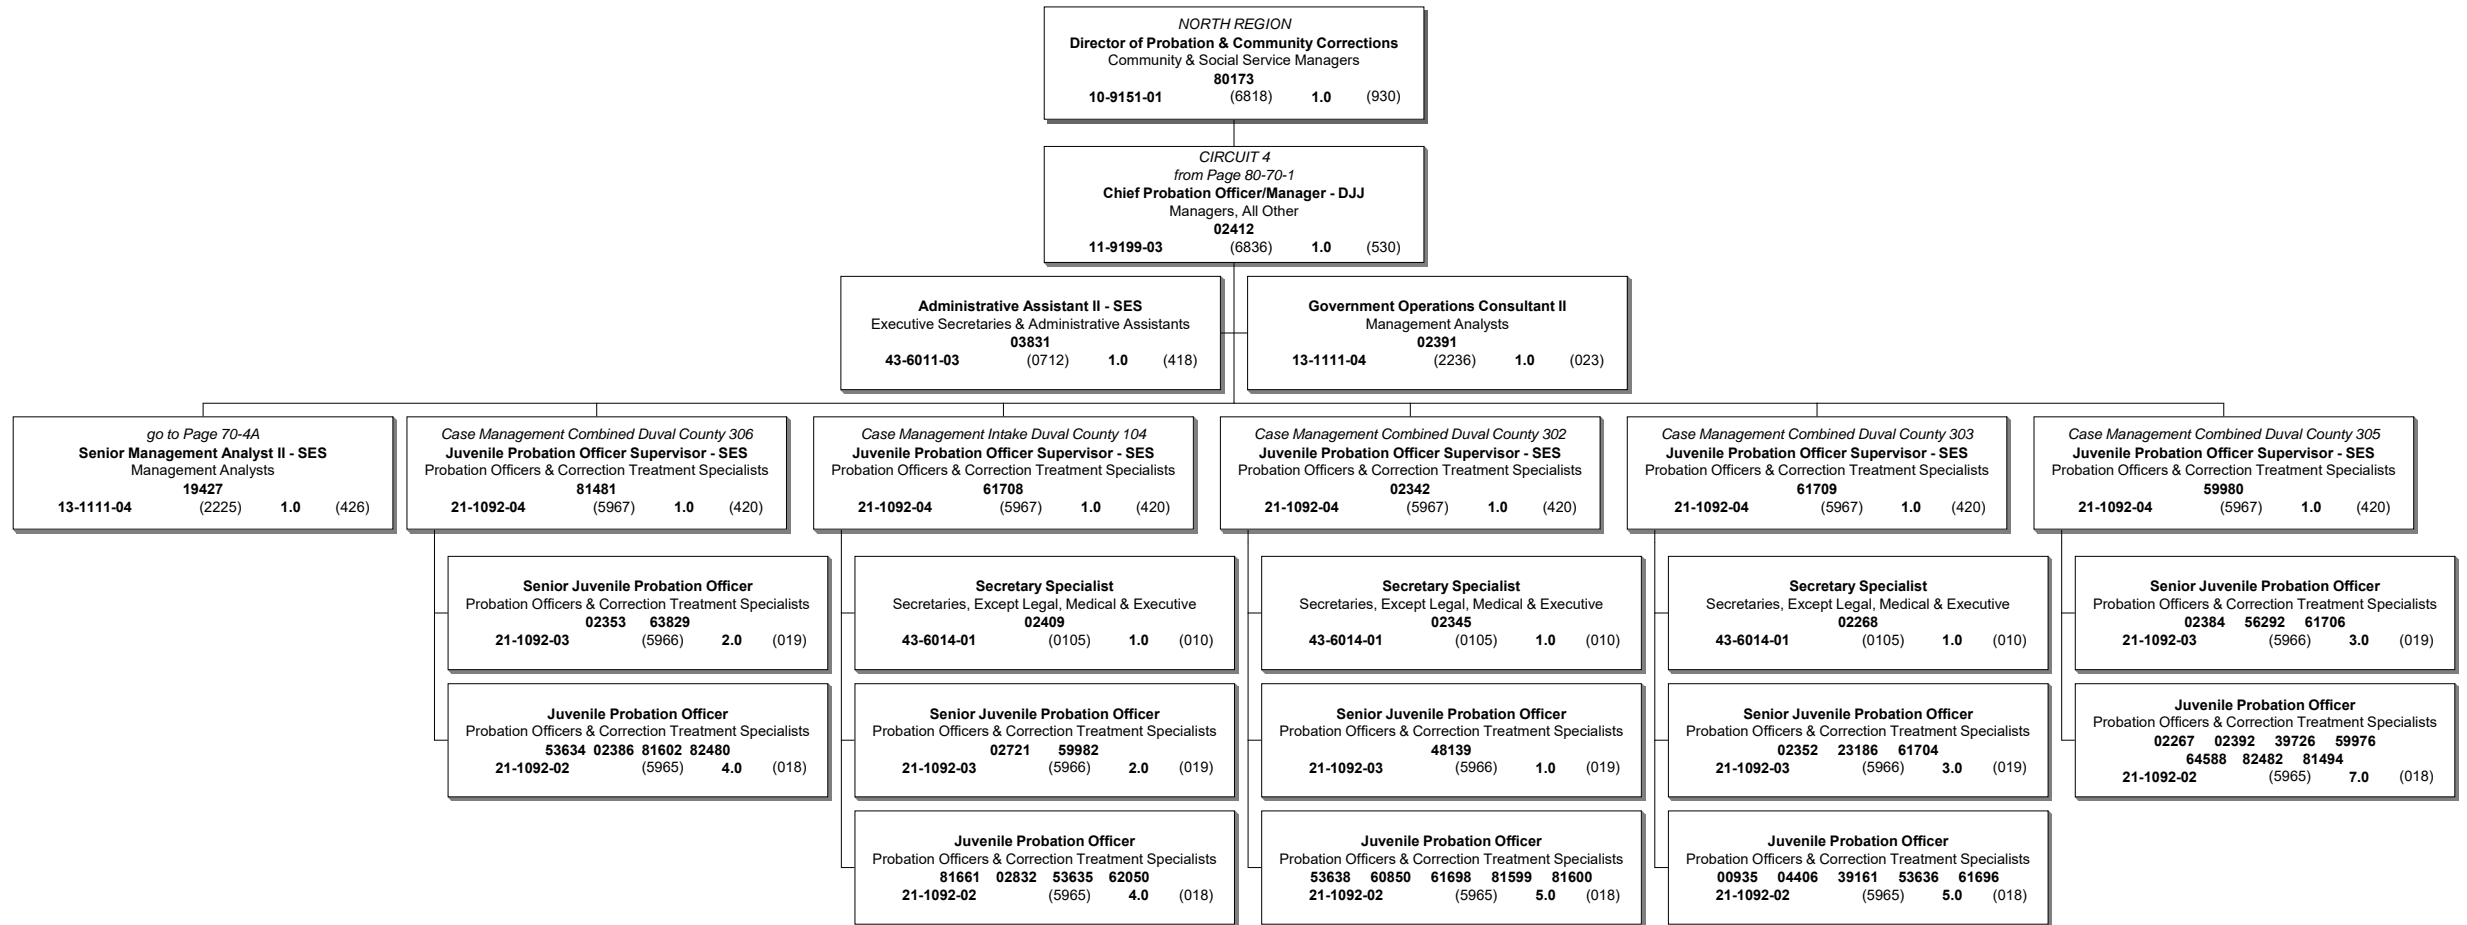 NORTH REGION
Director of Probation & Community Corrections
Community & Social Service Managers
80173
10-9151-01 (6818) 1.0 (930)
CIRCUIT 4
from Page 80-70-1
Chief Probation Officer/Manager - DJJ
Managers, All Other
02412
11-9199-03 (6836) 1.0 (530)
Administrative Assistant II - SES
Executive Secretaries & Administrative Assistants
03831
43-6011-03 (0712) 1.0 (418)
Government Operations Consultant II
Management Analysts
02391
13-1111-04 (2236) 1.0 (023)
go to Page 70-4A
Senior Management Analyst II - SES
Management Analysts
19427
13-1111-04 (2225) 1.0 (426)
Case Management Combined Duval County 306
Juvenile Probation Officer Supervisor - SES
Probation Officers & Correction Treatment Specialists
81481
21-1092-04 (5967) 1.0 (420)
Senior Juvenile Probation Officer
Probation Officers & Correction Treatment Specialists
02353 63829
21-1092-03 (5966) 2.0 (019)
Juvenile Probation Officer
Probation Officers & Correction Treatment Specialists
53634 02386 81602 82480
21-1092-02 (5965) 4.0 (018)
Case Management Intake Duval County 104
Juvenile Probation Officer Supervisor - SES
Probation Officers & Correction Treatment Specialists
61708
21-1092-04 (5967) 1.0 (420)
Secretary Specialist
Secretaries, Except Legal, Medical & Executive
02409
43-6014-01 (0105) 1.0 (010)
Senior Juvenile Probation Officer
Probation Officers & Correction Treatment Specialists
02721 59982
21-1092-03 (5966) 2.0 (019)
Juvenile Probation Officer
Probation Officers & Correction Treatment Specialists
81661 02832 53635 62050
21-1092-02 (5965) 4.0 (018)
Case Management Combined Duval County 302
Juvenile Probation Officer Supervisor - SES
Probation Officers & Correction Treatment Specialists
02342
21-1092-04 (5967) 1.0 (420)
Secretary Specialist
Secretaries, Except Legal, Medical & Executive
02345
43-6014-01 (0105) 1.0 (010)
Senior Juvenile Probation Officer
Probation Officers & Correction Treatment Specialists
48139
21-1092-03 (5966) 1.0 (019)
Juvenile Probation Officer
Probation Officers & Correction Treatment Specialists
53638 60850 61698 81599 81600
21-1092-02 (5965) 5.0 (018)
Case Management Combined Duval County 303
Juvenile Probation Officer Supervisor - SES
Probation Officers & Correction Treatment Specialists
61709
21-1092-04 (5967) 1.0 (420)
Secretary Specialist
Secretaries, Except Legal, Medical & Executive
02268
43-6014-01 (0105) 1.0 (010)
Senior Juvenile Probation Officer
Probation Officers & Correction Treatment Specialists
02352 23186 61704
21-1092-03 (5966) 3.0 (019)
Juvenile Probation Officer
Probation Officers & Correction Treatment Specialists
00935 04406 39161 53636 61696
21-1092-02 (5965) 5.0 (018)
Case Management Combined Duval County 305
Juvenile Probation Officer Supervisor - SES
Probation Officers & Correction Treatment Specialists
59980
21-1092-04 (5967) 1.0 (420)
Senior Juvenile Probation Officer
Probation Officers & Correction Treatment Specialists
02384 56292 61706
21-1092-03 (5966) 3.0 (019)
Juvenile Probation Officer
Probation Officers & Correction Treatment Specialists
02267 02392 39726 59976
64588 82482 81494
21-1092-02 (5965) 7.0 (018)